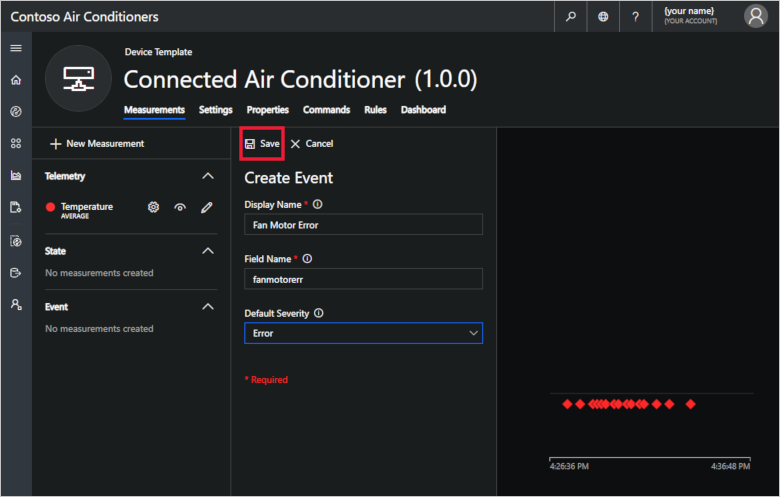 Contoso Air Conditioners
?
{your name}
{YOUR ACCOUNT}
Device Template
Connected Air Conditioner (1.0.0)
Measurements Settings Properties Commands Rules Dashboard
New Measurement
Telemetry
Temperature
AVERAGE
State
No measurements created
Event
No measurements created
Save Cancel
Create Event
Display Name *
Fan Motor Error
Field Name *
fanmotorerr
Default Severity
Error
* Required
4:26:36 PM 4:36:48 PM